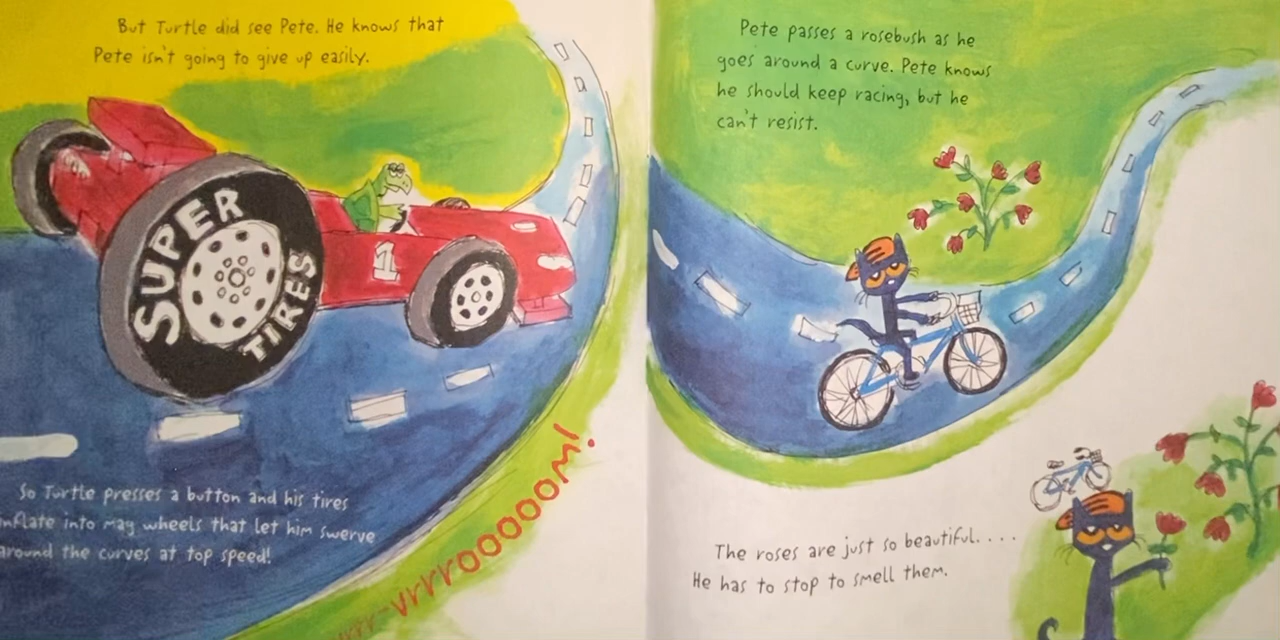 But Turtle did see Pete. He knows that
Pete isn't going to give up easily.
SUPER
TIRES
1
So Turtle presses a button and his tires
inflate into mag wheels that let him swerve
around the curves at top speed!
vrrroooooom!
Pete passes a rosebush as he
goes around a curve. Pete knows
he should keep racing, but he
can't resist.
The roses are just so beautiful. . . .
He has to stop to smell them.